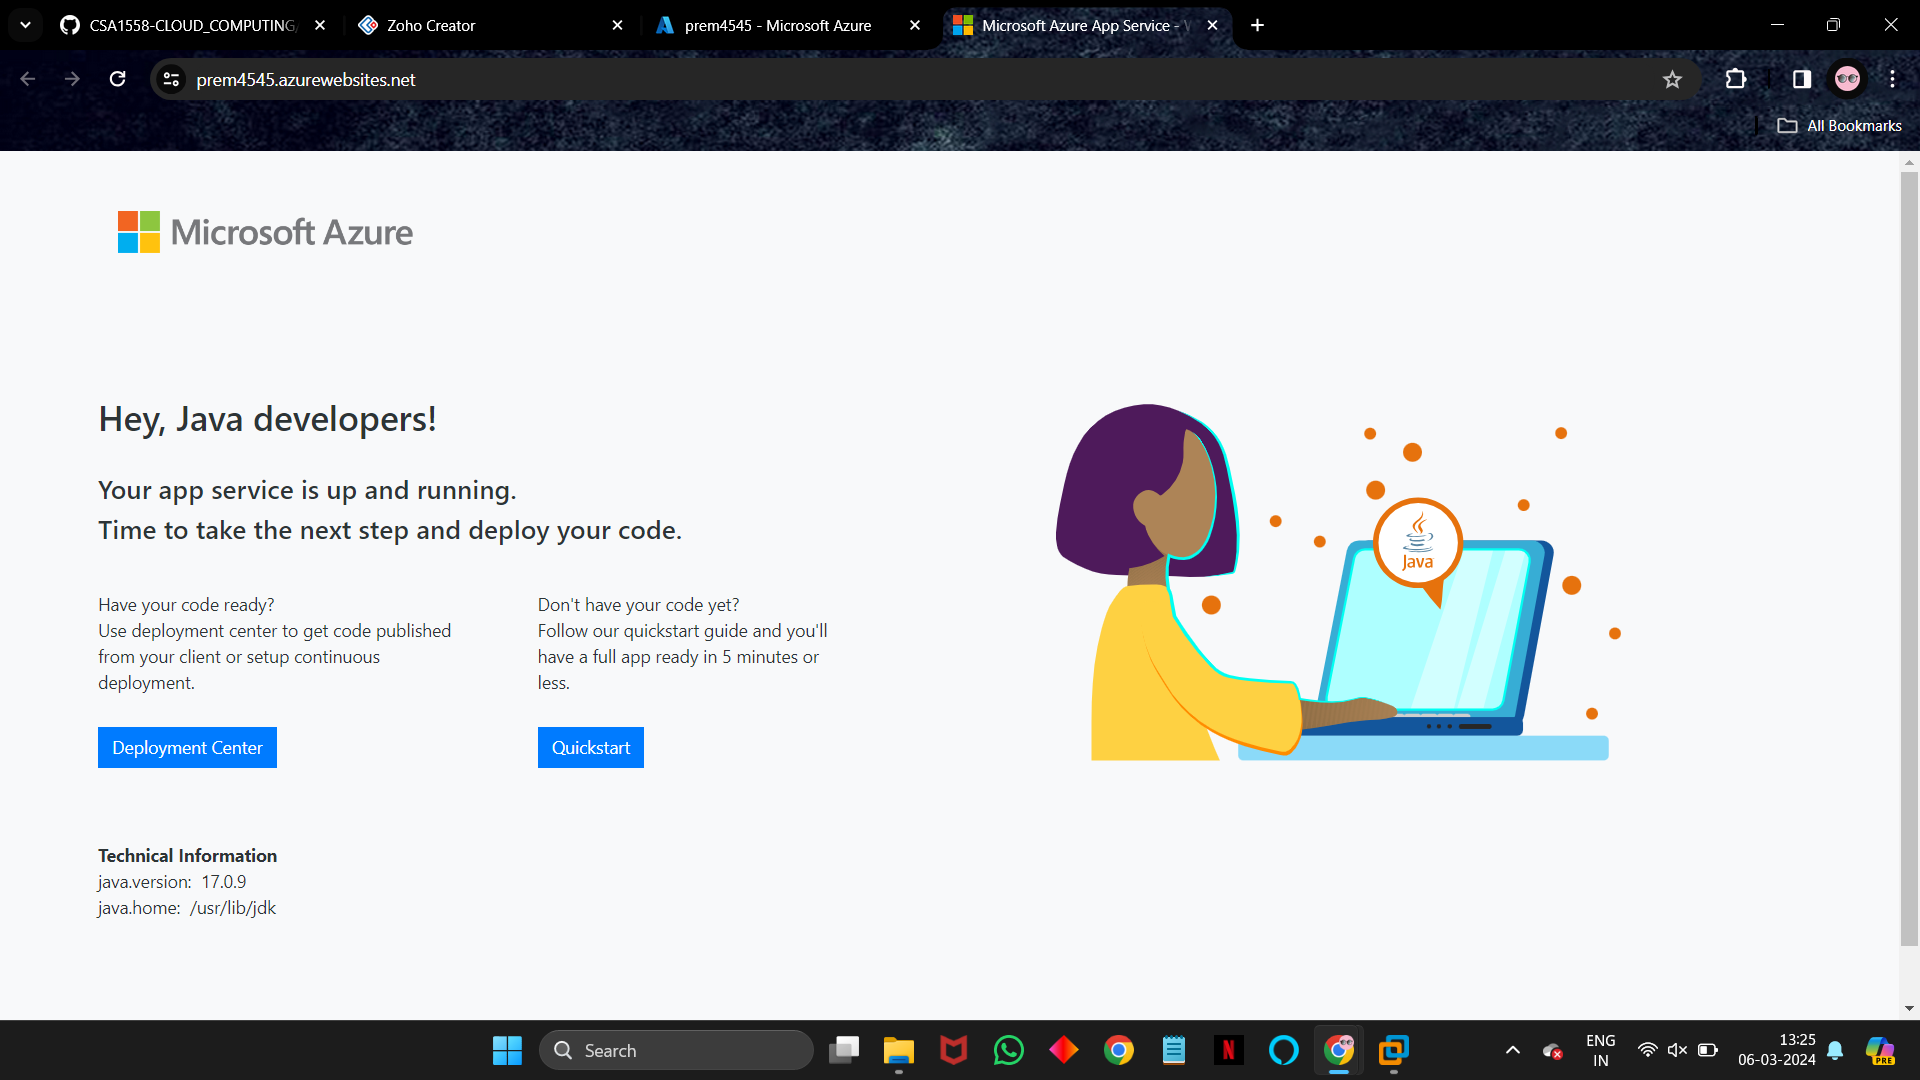 CSA1558-CLOUD_COMPUTING/
Zoho Creator
prem4545 - Microsoft Azure
Microsoft Azure App Service -
prem4545.azurewebsites.net
All Bookmarks
Microsoft Azure
Hey, Java developers!
Your app service is up and running.
Time to take the next step and deploy your code.
Have your code ready?
Use deployment center to get code published
from your client or setup continuous
deployment.
Deployment Center
Don't have your code yet?
Follow our quickstart guide and you'll
have a full app ready in 5 minutes or
less.
Quickstart
Java
Technical Information
java.version: 17.0.9
java.home: /usr/lib/jdk
Search
N
ENG
IN
13:25
06-03-2024
PRE